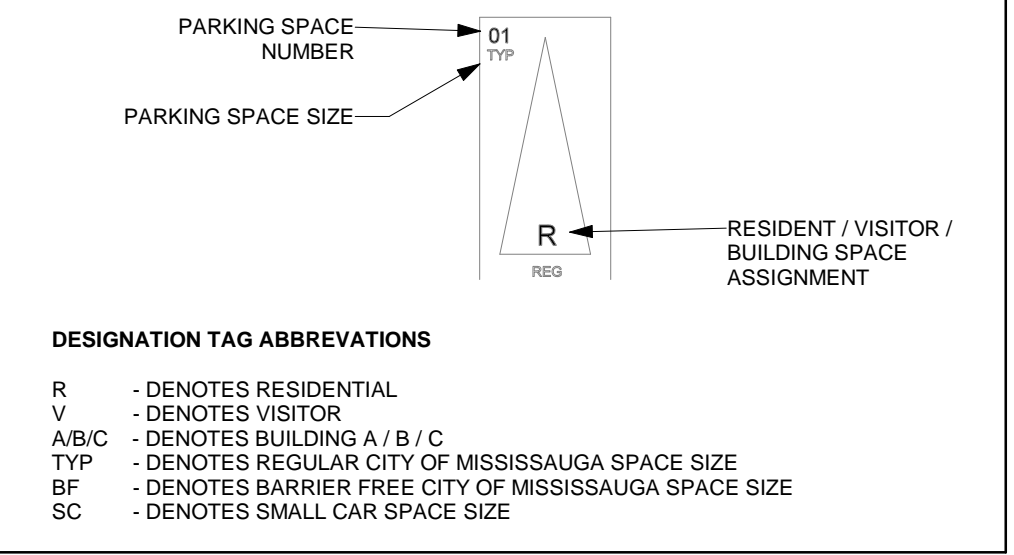 PARKING SPACE
NUMBER
01
TYP
PARKING SPACE SIZE
R
RESIDENT / VISITOR /
BUILDING SPACE
ASSIGNMENT
REG
DESIGNATION TAG ABBREVATIONS
R - DENOTES RESIDENTIAL
V - DENOTES VISITOR
A/B/C - DENOTES BUILDING A / B / C
TYP - DENOTES REGULAR CITY OF MISSISSAUGA SPACE SIZE
BF - DENOTES BARRIER FREE CITY OF MISSISSAUGA SPACE SIZE
SC - DENOTES SMALL CAR SPACE SIZE